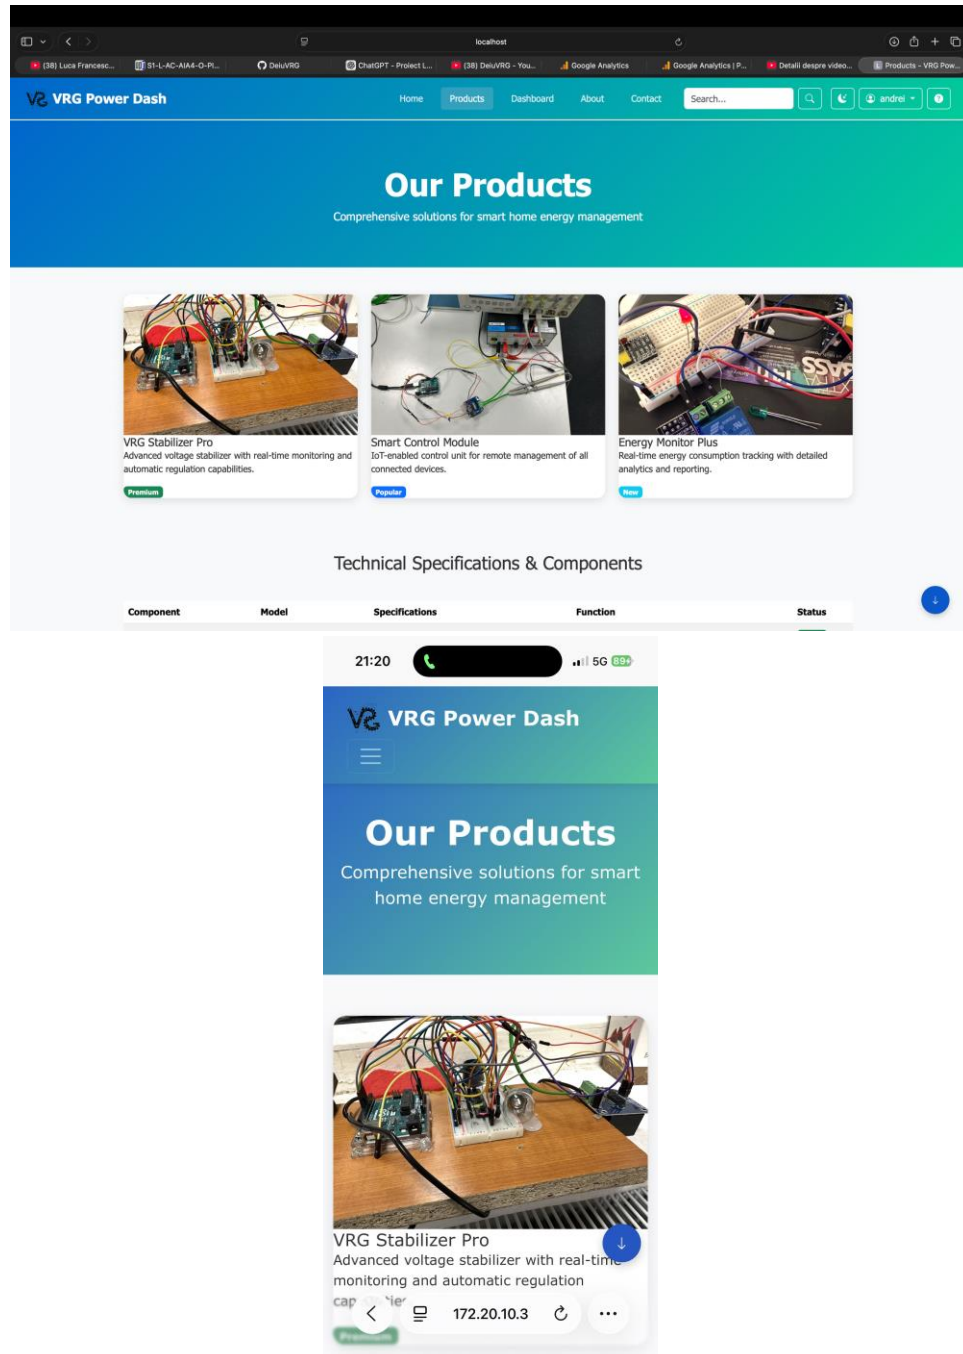 localhost
(38) Luca Francesc...
S1-L-AC-AIA4-O-Pl...
DeiuVRG
ChatGPT - Proiect L...
(38) DeiuVRG - You...
Google Analytics
Google Analytics | P...
Detalii despre video...
Products - VRG Pow...
VRG Power Dash
Home
Products
Dashboard
About
Contact
Search...
andrei
Our Products
Comprehensive solutions for smart home energy management
VRG Stabilizer Pro
Advanced voltage stabilizer with real-time monitoring and
automatic regulation capabilities.
Premium
Smart Control Module
IoT-enabled control unit for remote management of all
connected devices.
Popular
Energy Monitor Plus
Real-time energy consumption tracking with detailed
analytics and reporting.
New
Technical Specifications & Components
Component
Model
Specifications
Function
Status
21:20
5G
89
VRG Power Dash
Our Products
Comprehensive solutions for smart
home energy management
VRG Stabilizer Pro
Advanced voltage stabilizer with real-time
monitoring and automatic regulation
172.20.10.3
Premium